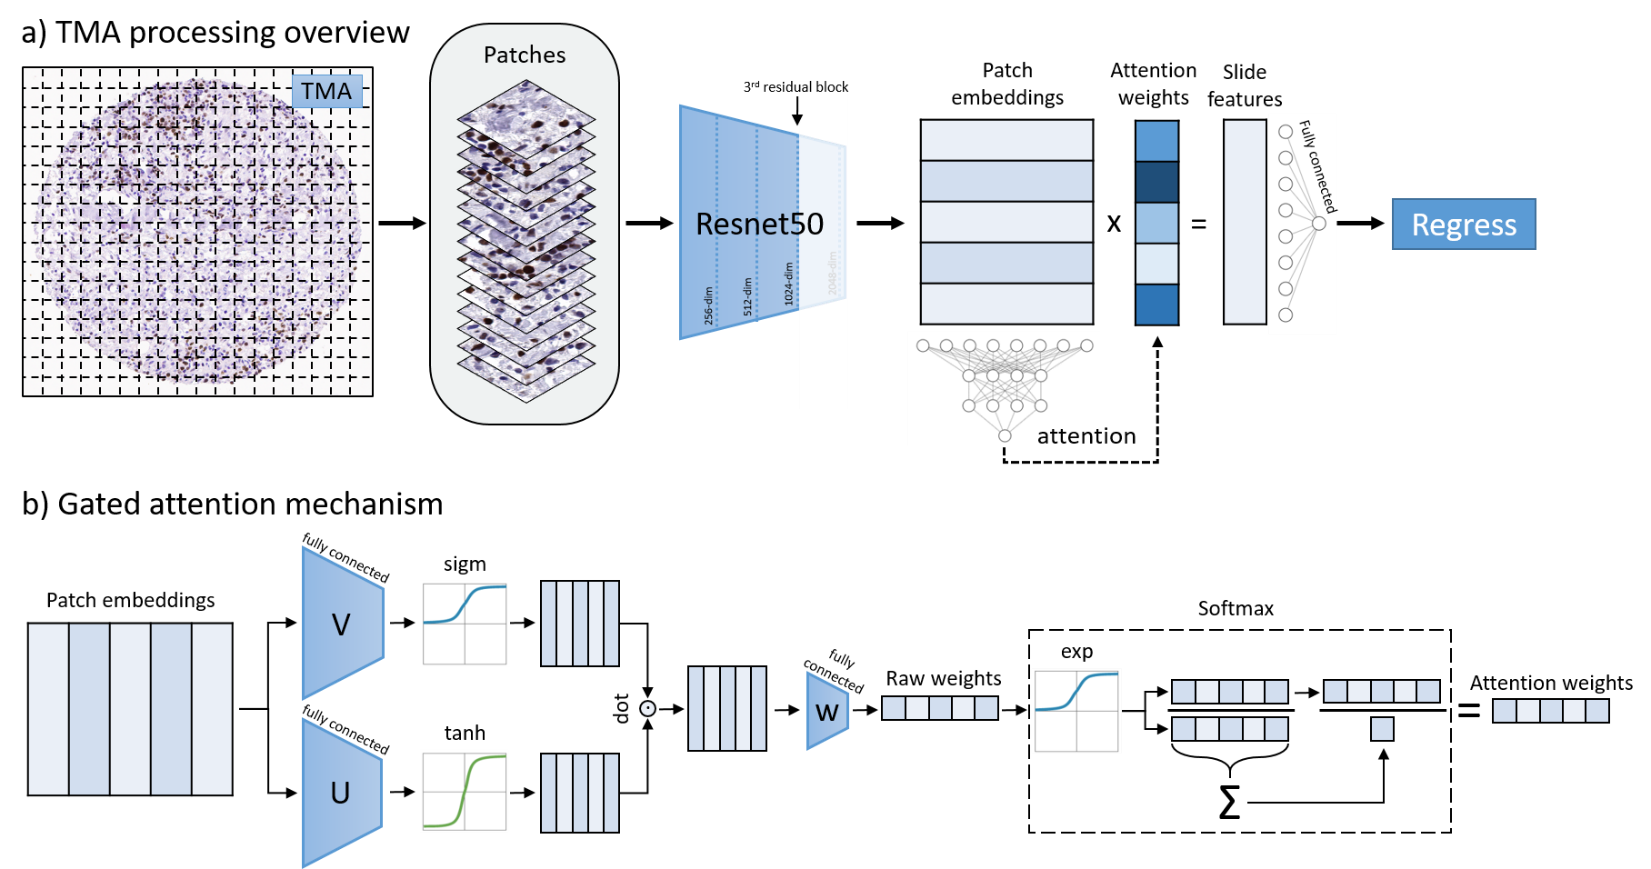 a) TMA processing overview
TMA
Patches
3rd residual block
Resnet50
256-dim
512-dim
1024-dim
2048-dim
Patch
embeddings
Attention
weights
Slide
features
x
=
Fully connected
Regress
attention
b) Gated attention mechanism
Patch embeddings
fully connected
V
sigm
fully connected
U
tanh
dot
fully
connected
W
Raw weights
Softmax
exp
Σ
=
Attention weights